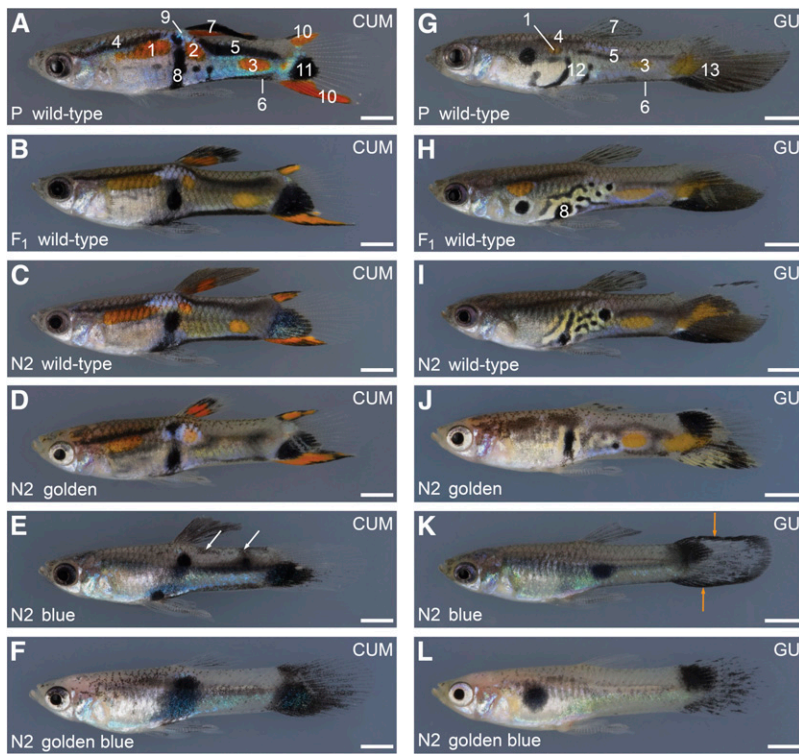 A
CUM
9
7
10
4
1
2
5
3
8
11
6
10
P wild-type
G
GU
1
4
7
5
12
3
13
6
P wild-type
B
CUM
F1 wild-type
H
GU
8
F1 wild-type
C
CUM
N2 wild-type
I
GU
N2 wild-type
D
CUM
N2 golden
J
GU
N2 golden
E
CUM
N2 blue
K
GU
N2 blue
F
CUM
N2 golden blue
L
GU
N2 golden blue